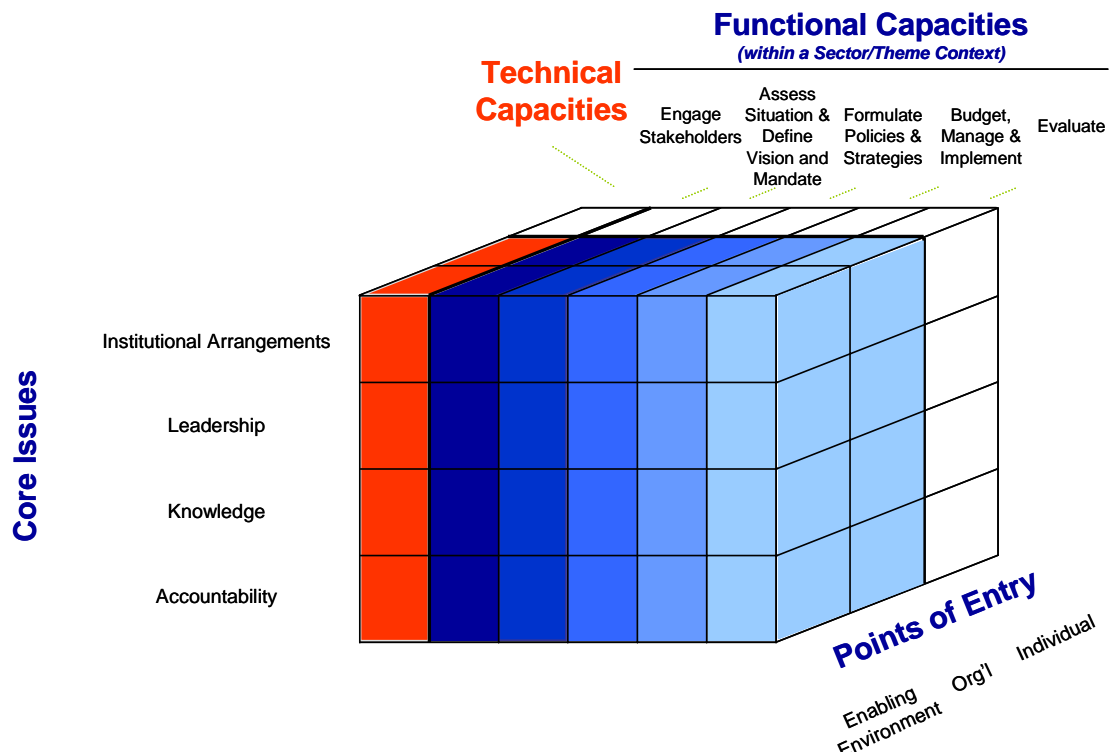 Functional Capacities
(within a Sector/Theme Context)
Technical
Capacities
Engage
Stakeholders
Assess
Situation &
Define
Vision and
Mandate
Formulate
Policies &
Strategies
Budget,
Manage &
Implement
Evaluate
Core Issues
Institutional Arrangements
Leadership
Knowledge
Accountability
Points of Entry
Enabling
Environment
Org'l
Individual